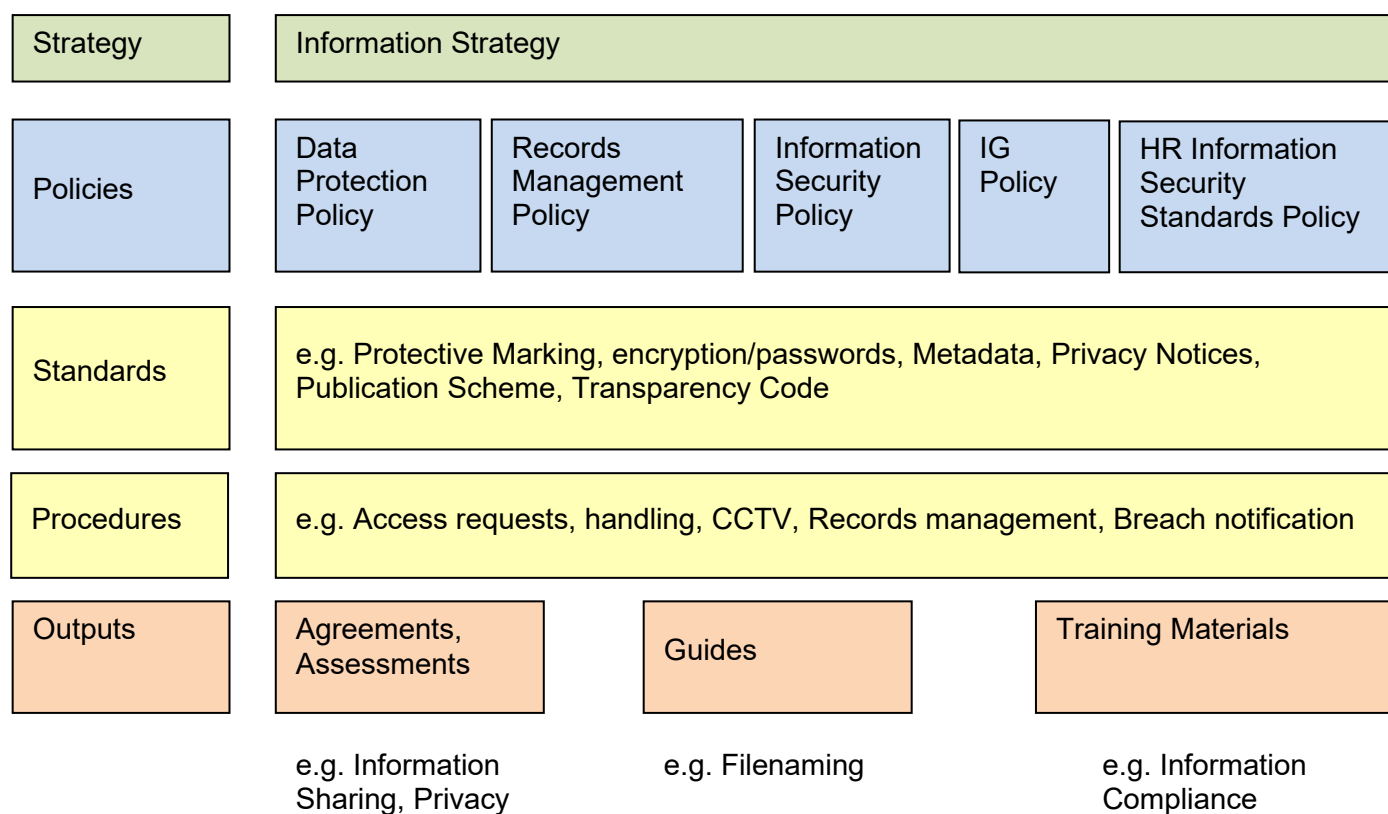 Strategy
Information Strategy
Policies
Data
Protection
Policy
Records
Management
Policy
Information
Security
Policy
IG
Policy
HR Information
Security
Standards Policy
Standards
e.g. Protective Marking, encryption/passwords, Metadata, Privacy Notices,
Publication Scheme, Transparency Code
Procedures
e.g. Access requests, handling, CCTV, Records management, Breach notification
Outputs
Agreements,
Assessments
Guides
Training Materials
e.g. Information
Sharing, Privacy
e.g. Filenaming
e.g. Information
Compliance